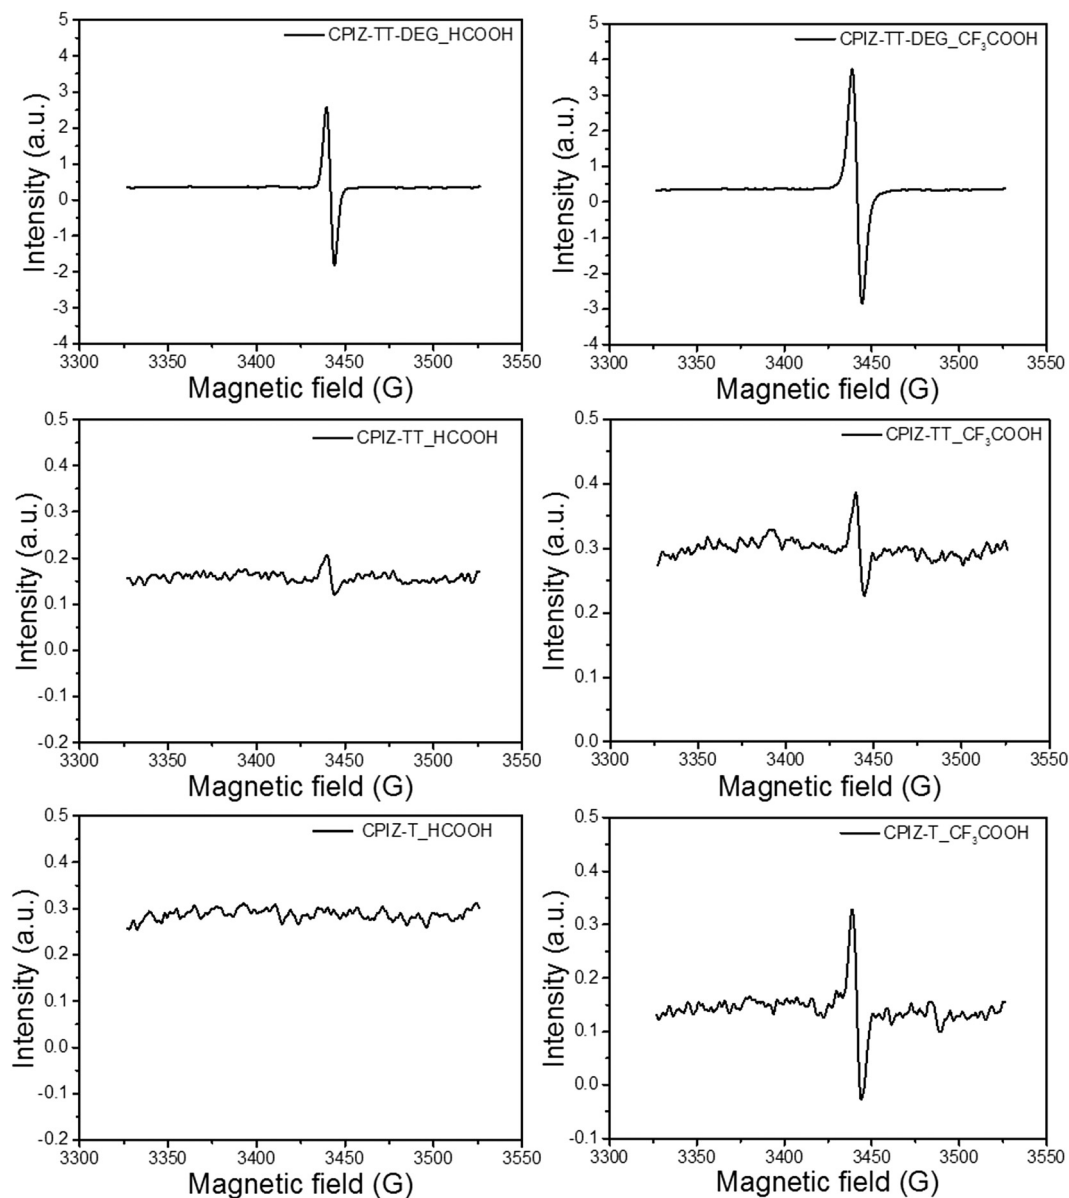 CPIZ-TT-DEG_HCOOH
5
4
3
2
1
0
-1
-2
-3
-4
Intensity (a.u.)
3300 3350 3400 3450 3500 3550
Magnetic field (G)
CPIZ-TT-DEG_CF₃COOH
5
4
3
2
1
0
-1
-2
-3
-4
Intensity (a.u.)
3300 3350 3400 3450 3500 3550
Magnetic field (G)
CPIZ-TT_HCOOH
0.5
0.4
0.3
0.2
0.1
0.0
-0.1
-0.2
Intensity (a.u.)
3300 3350 3400 3450 3500 3550
Magnetic field (G)
CPIZ-TT_CF₃COOH
0.5
0.4
0.3
0.2
0.1
0.0
Intensity (a.u.)
3300 3350 3400 3450 3500 3550
Magnetic field (G)
CPIZ-T_HCOOH
0.5
0.4
0.3
0.2
0.1
0.0
-0.1
-0.2
Intensity (a.u.)
3300 3350 3400 3450 3500 3550
Magnetic field (G)
CPIZ-T_CF₃COOH
0.5
0.4
0.3
0.2
0.1
0.0
-0.1
Intensity (a.u.)
3300 3350 3400 3450 3500 3550
Magnetic field (G)